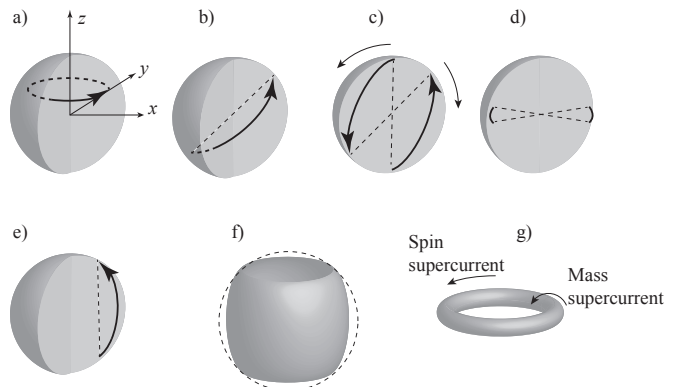 a)
z
y
x
b)
c)
d)
e)
f)
g)
Spin
supercurrent
Mass
supercurrent